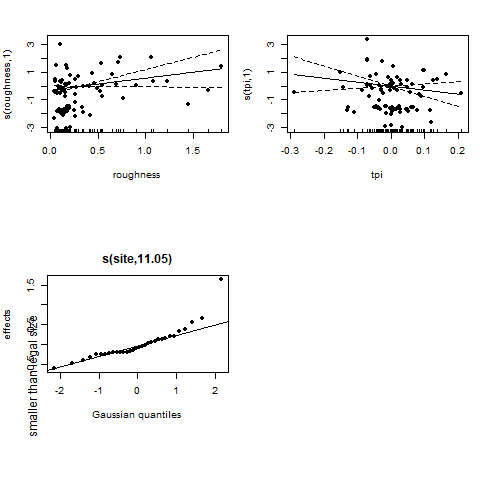 s(roughness,1)
3
1
-1
-3
0.0 0.5 1.0 1.5
roughness
s(tpi,1)
3
1
-1
-3
-0.3 -0.2 -0.1 0.0 0.1 0.2
tpi
s(site,11.05)
effects
smaller than legal size
1.5
0.5
-2 -1 0 1 2
Gaussian quantiles